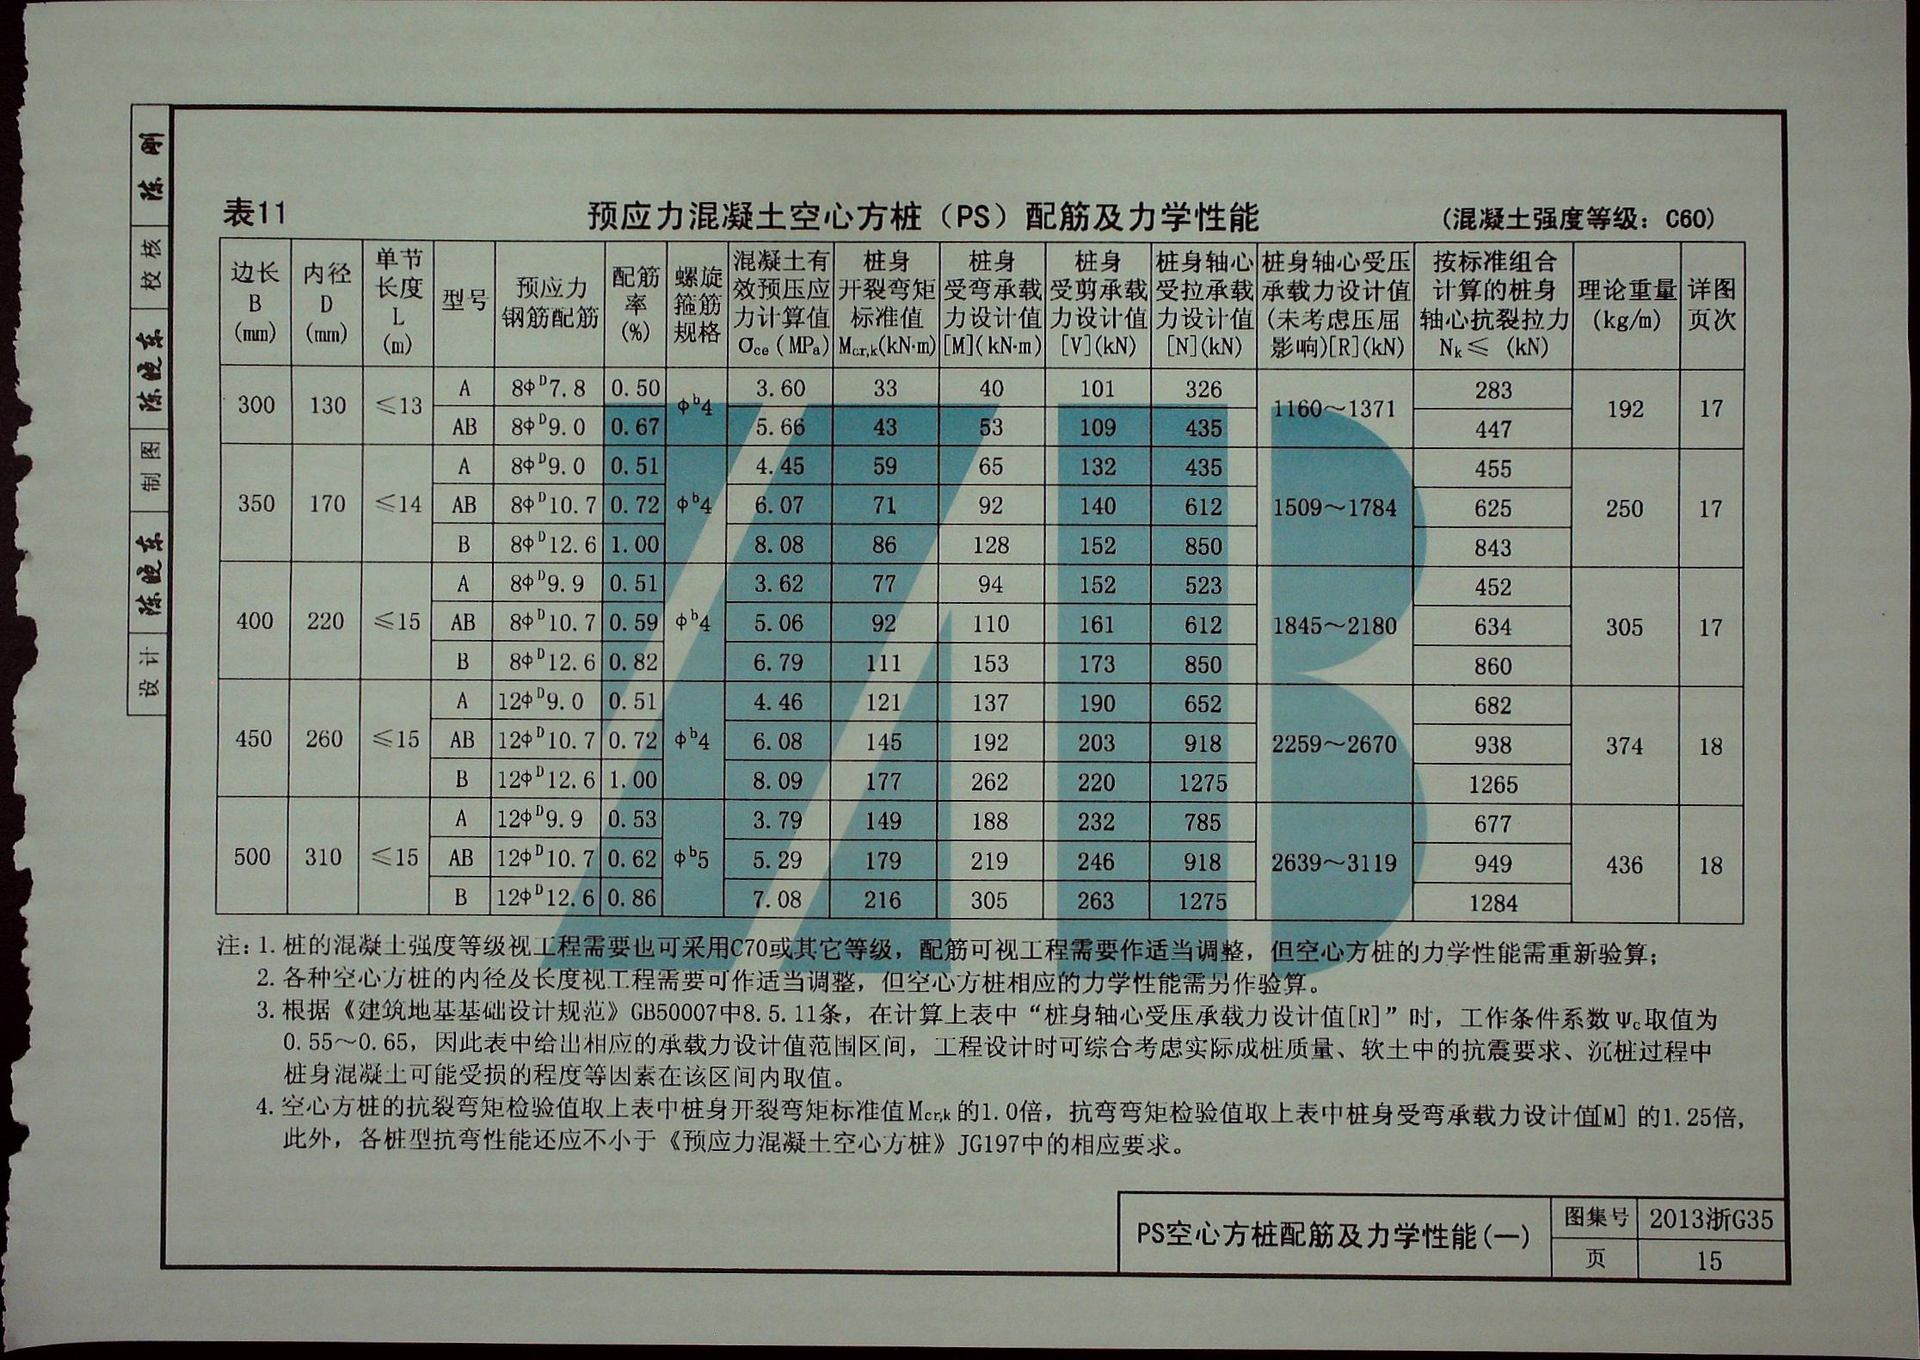 表11
预应力混凝土空心方桩（PS）配筋及力学性能
(混凝土强度等级：C60)
边长 B (mm) 内径 D (mm) 单节长度 L (m) 型号 预应力钢筋配筋 配筋率 (%) 螺旋箍筋规格 混凝土有效预压应力计算值 σce (MPa) 桩身开裂弯矩标准值 Mcr,k(kN·m) 桩身受弯承载力设计值 [M](kN·m) 桩身受剪承载力设计值 [V](kN) 桩身轴心受拉承载力设计值 [N](kN) 桩身轴心受压承载力设计值(未考虑压屈影响)[R](kN) 按标准组合计算的桩身轴心抗裂拉力 Nk≤ (kN) 理论重量 (kg/m) 详图页次
300 130 ≤13 A 8ΦD7.8 0.50 Φb4 3.60 33 40 101 326 1160～1371 283 192 17
AB 8ΦD9.0 0.67 5.66 43 53 109 435 447
350 170 ≤14 A 8ΦD9.0 0.51 Φb4 4.45 59 65 132 435 1509～1784 455 250 17
AB 8ΦD10.7 0.72 6.07 71 92 140 612 625
B 8ΦD12.6 1.00 8.08 86 128 152 850 843
400 220 ≤15 A 8ΦD9.9 0.51 Φb4 3.62 77 94 152 523 1845～2180 452 305 17
AB 8ΦD10.7 0.59 5.06 92 110 161 612 634
B 8ΦD12.6 0.82 6.79 111 153 173 850 860
450 260 ≤15 A 12ΦD9.0 0.51 Φb4 4.46 121 137 190 652 2259～2670 682 374 18
AB 12ΦD10.7 0.72 6.08 145 192 203 918 938
B 12ΦD12.6 1.00 8.09 177 262 220 1275 1265
500 310 ≤15 A 12ΦD9.9 0.53 Φb5 3.79 149 188 232 785 2639～3119 677 436 18
AB 12ΦD10.7 0.62 5.29 179 219 246 918 949
B 12ΦD12.6 0.86 7.08 216 305 263 1275 1284
注：1. 桩的混凝土强度等级视工程需要也可采用C70或其它等级，配筋可视工程需要作适当调整，但空心方桩的力学性能需重新验算；
2. 各种空心方桩的内径及长度视工程需要可作适当调整，但空心方桩相应的力学性能需另作验算。
3. 根据《建筑地基基础设计规范》GB50007中8.5.11条，在计算上表中“桩身轴心受压承载力设计值[R]”时，工作条件系数Ψc取值为
0.55～0.65，因此表中给出相应的承载力设计值范围区间，工程设计时可综合考虑实际成桩质量、软土中的抗震要求、沉桩过程中
桩身混凝土可能受损的程度等因素在该区间内取值。
4. 空心方桩的抗裂弯矩检验值取上表中桩身开裂弯矩标准值Mcr,k的1.0倍，抗弯弯矩检验值取上表中桩身受弯承载力设计值[M]的1.25倍，
此外，各桩型抗弯性能还应不小于《预应力混凝土空心方桩》JG197中的相应要求。
PS空心方桩配筋及力学性能(一)
图集号 2013浙G35
页 15
校核 陈刚
制图 陈晓东
设计 陈晓东